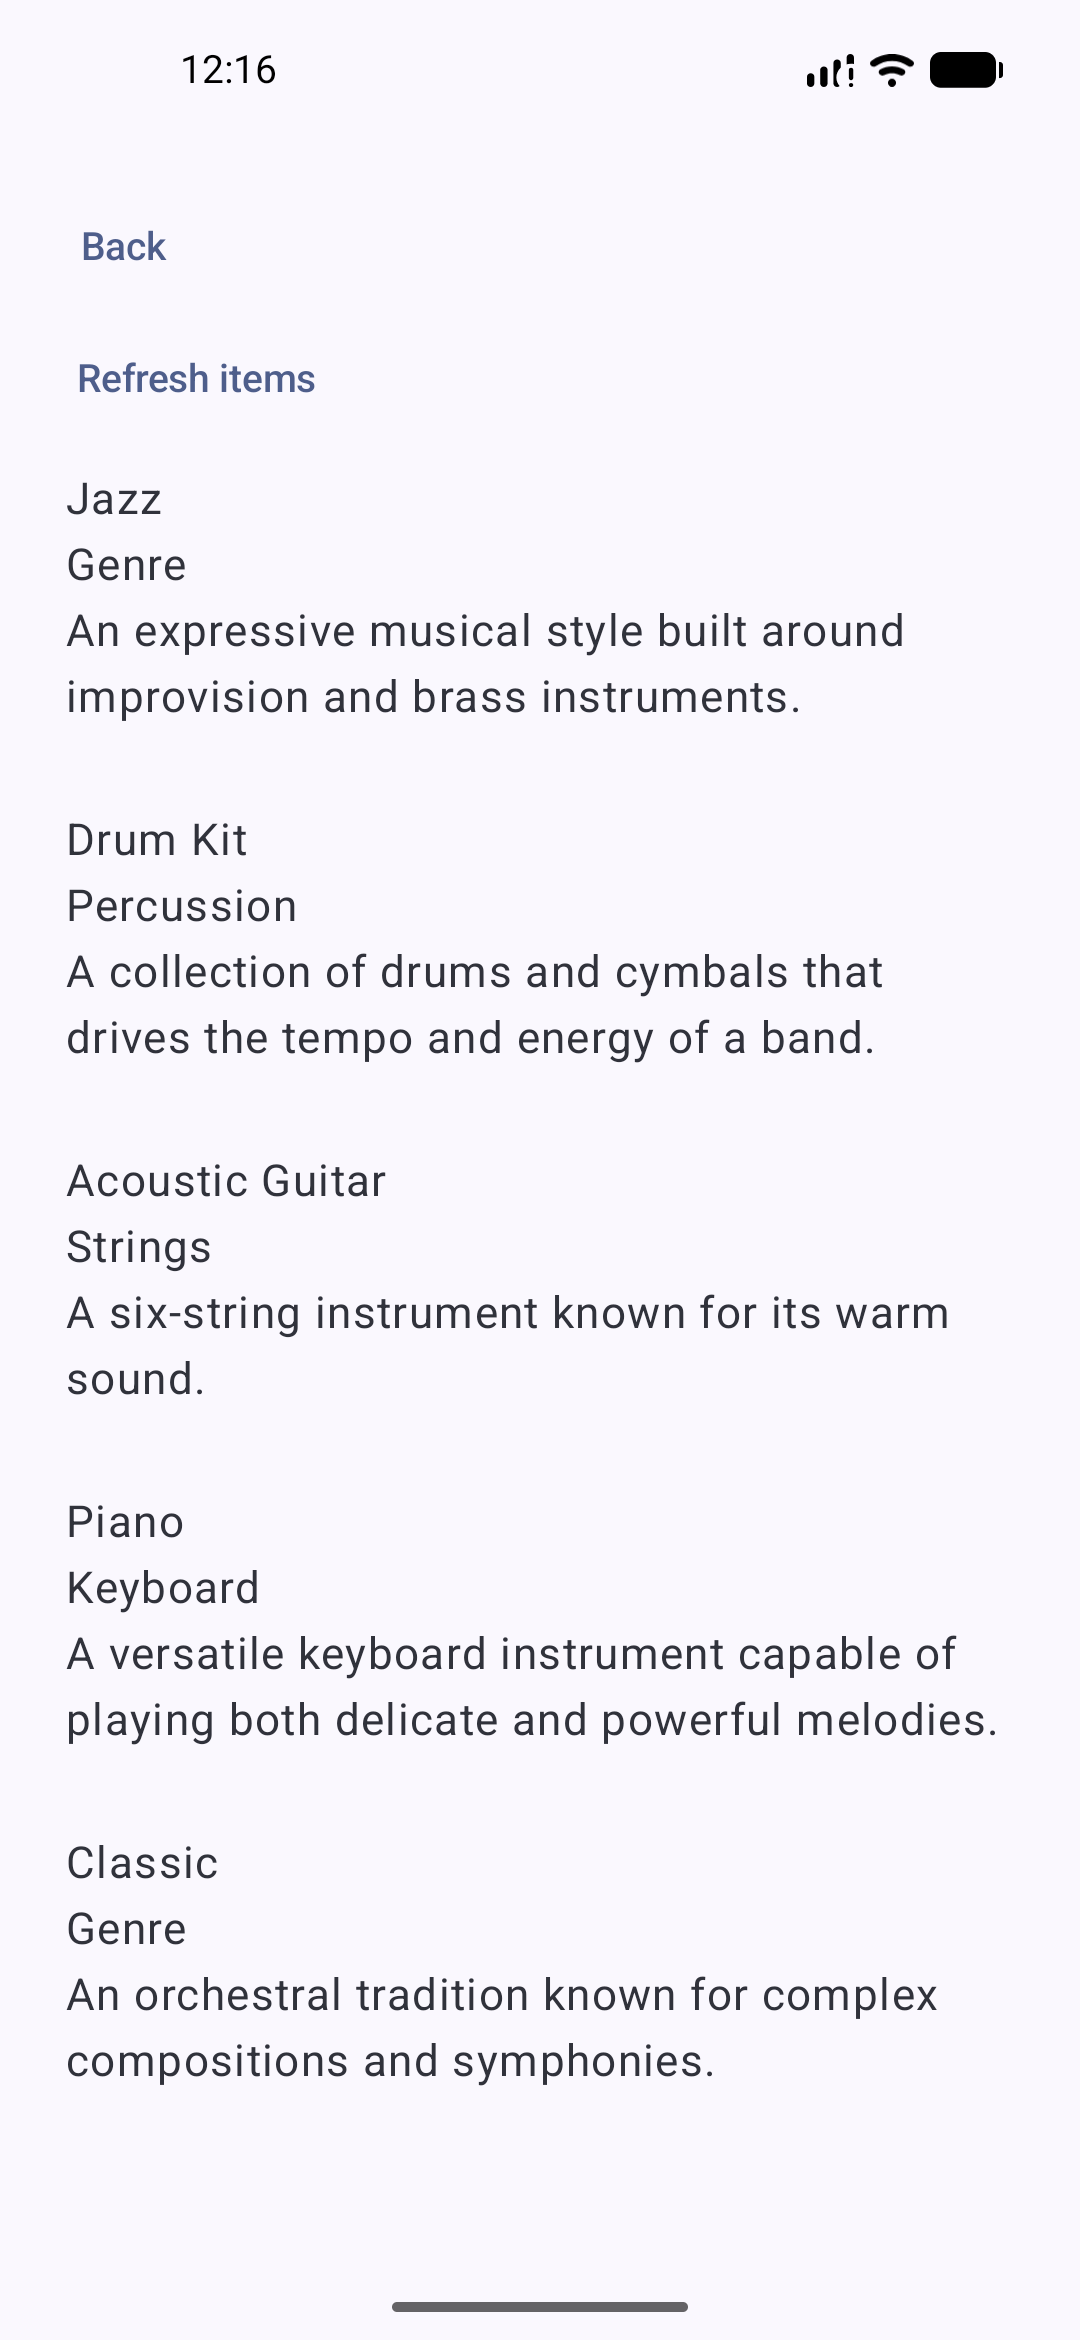 12:16
Back
Refresh items
Jazz
Genre
An expressive musical style built around
improvision and brass instruments.
Drum Kit
Percussion
A collection of drums and cymbals that
drives the tempo and energy of a band.
Acoustic Guitar
Strings
A six-string instrument known for its warm
sound.
Piano
Keyboard
A versatile keyboard instrument capable of
playing both delicate and powerful melodies.
Classic
Genre
An orchestral tradition known for complex
compositions and symphonies.